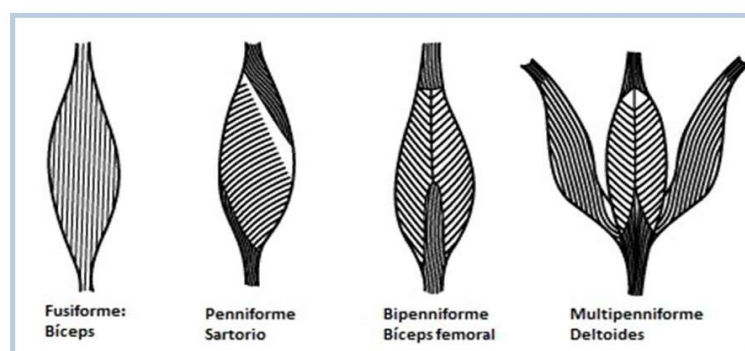 Fusiforme:
Bíceps
Penniforme
Sartorio
Bipenniforme
Bíceps femoral
Multipenniforme
Deltoides